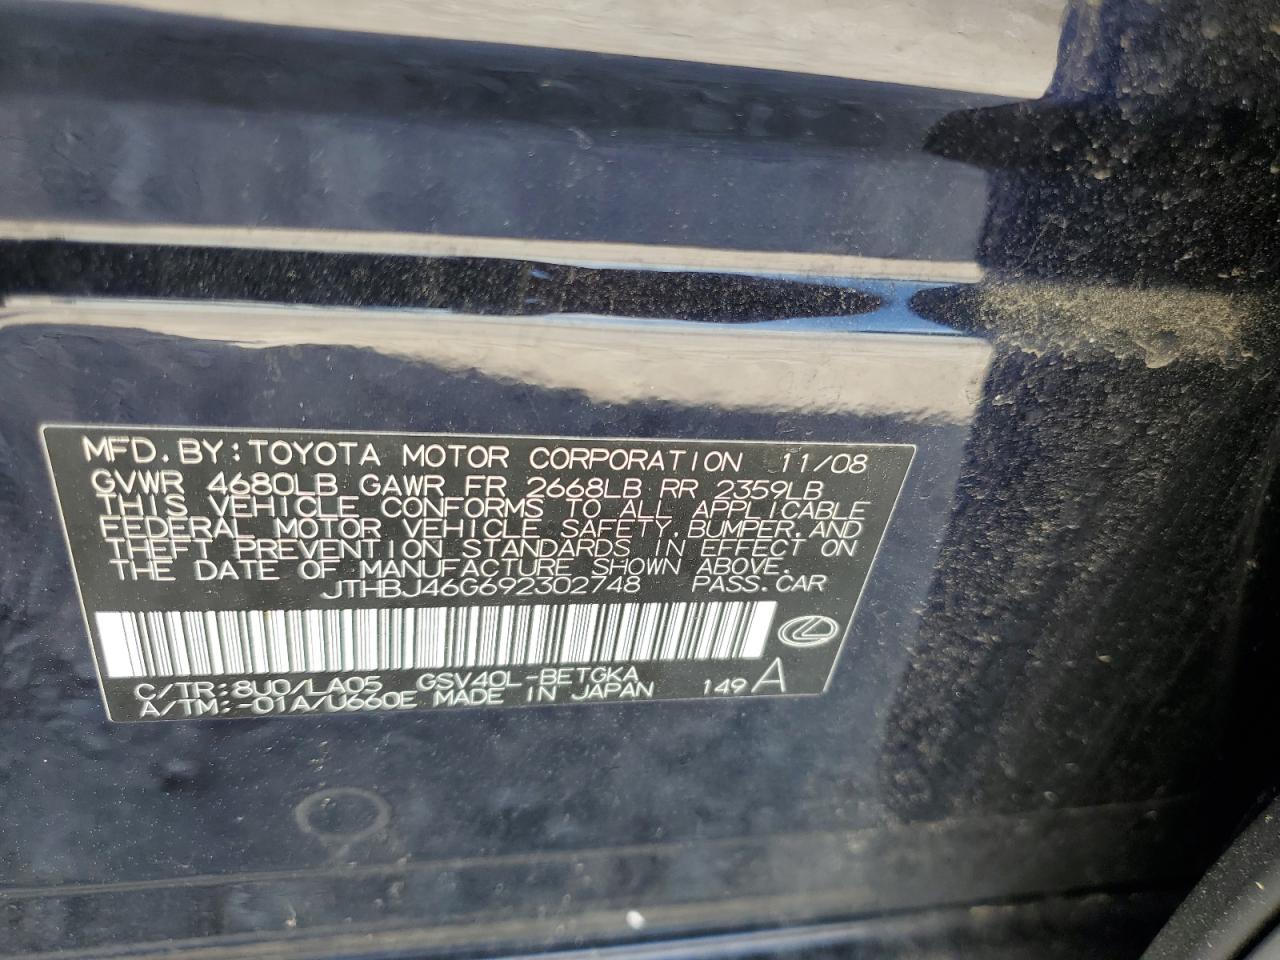 MFD. BY: TOYOTA MOTOR CORPORATION 11/08
GVWR 4680LB GAWR FR 2668LB RR 2359LB
THIS VEHICLE CONFORMS TO ALL APPLICABLE
FEDERAL MOTOR VEHICLE SAFETY, BUMPER, AND
THEFT PREVENTION STANDARDS IN EFFECT ON
THE DATE OF MANUFACTURE SHOWN ABOVE.
JTHBJ46G692302748 PASS. CAR
C/TR: 8U0/LA05 GSV40L-BETGKA
A/TM: -01A/U660E MADE IN JAPAN 149 A